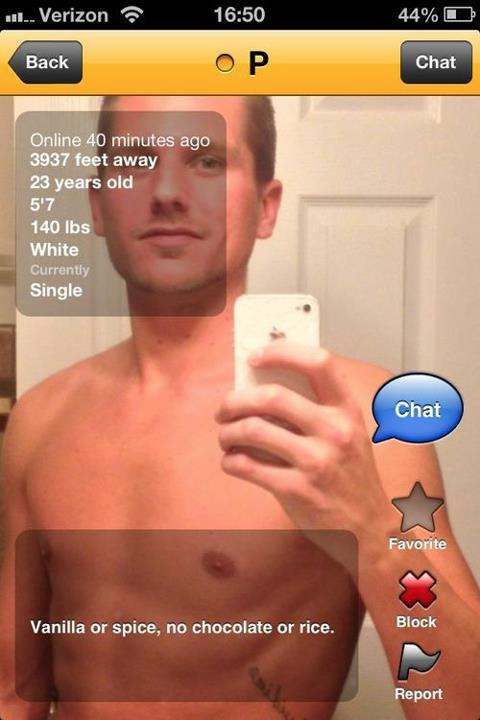 Verizon 16:50 44%
Back P Chat
Online 40 minutes ago
3937 feet away
23 years old
5'7
140 lbs
White
Currently
Single
Chat
Favorite
Block
Vanilla or spice, no chocolate or rice.
Report